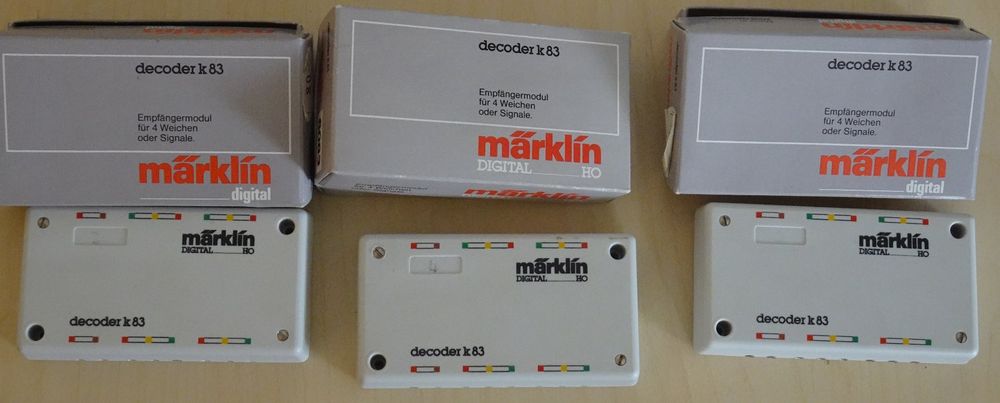 decoder k 83
Empfängermodul
für 4 Weichen
oder Signale.
märklin
digital
decoder k 83
Empfängermodul
für 4 Weichen
oder Signale.
märklin
DIGITAL HO
märklin
decoder k 83
Empfängermodul
für 4 Weichen
oder Signale.
märklin
digital
märklin
DIGITAL HO
decoder k 83
märklin
DIGITAL HO
decoder k 83
märklin
DIGITAL HO
decoder k 83